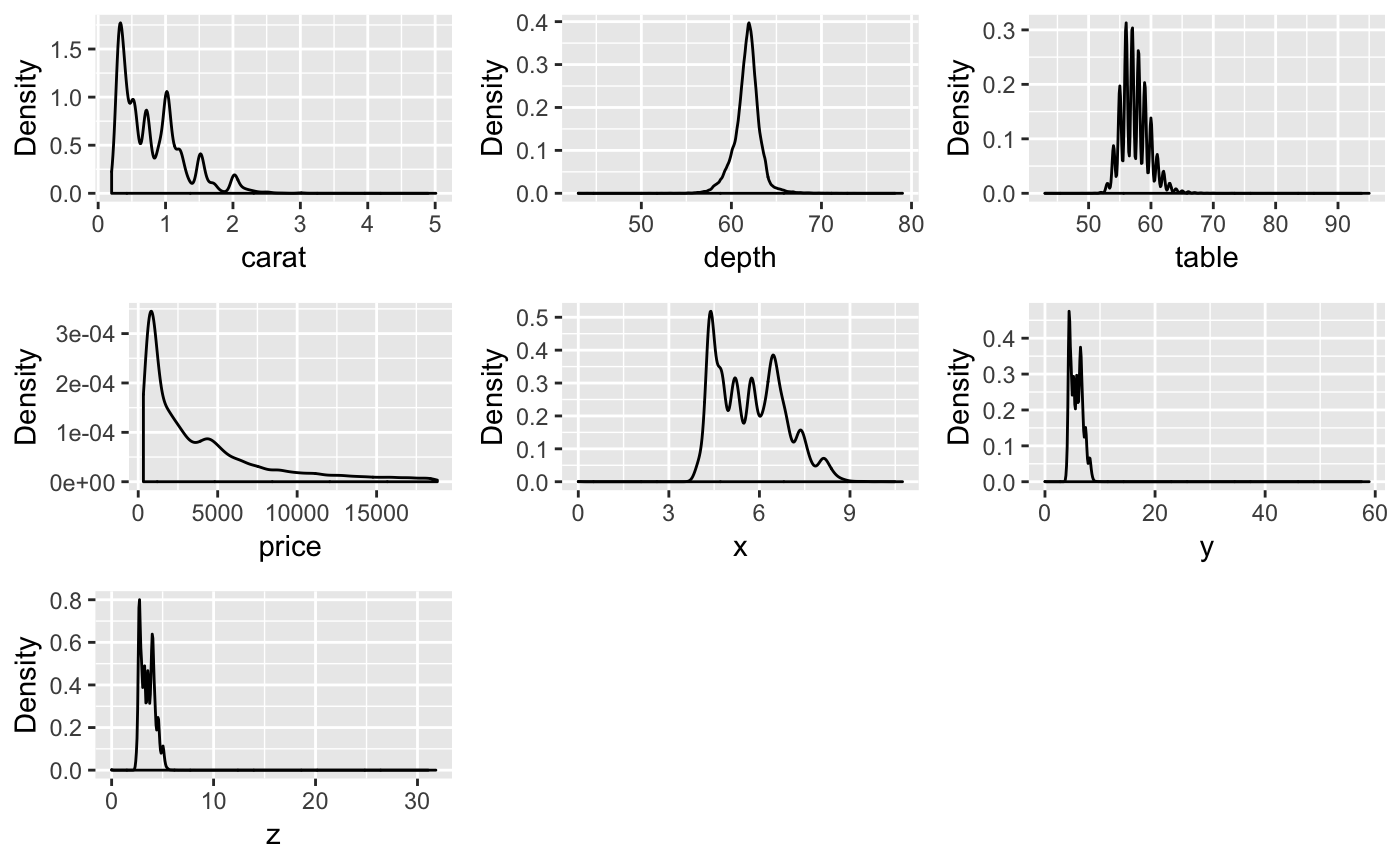 Density
1.5
1.0
0.5
0.0
0 1 2 3 4 5
carat
Density
0.4
0.3
0.2
0.1
0.0
50 60 70 80
depth
Density
0.3
0.2
0.1
0.0
50 60 70 80 90
table
Density
3e-04
2e-04
1e-04
0e+00
0 5000 10000 15000
price
Density
0.5
0.4
0.3
0.2
0.1
0.0
0 3 6 9
x
Density
0.4
0.3
0.2
0.1
0.0
0 20 40 60
y
Density
0.8
0.6
0.4
0.2
0.0
0 10 20 30
z